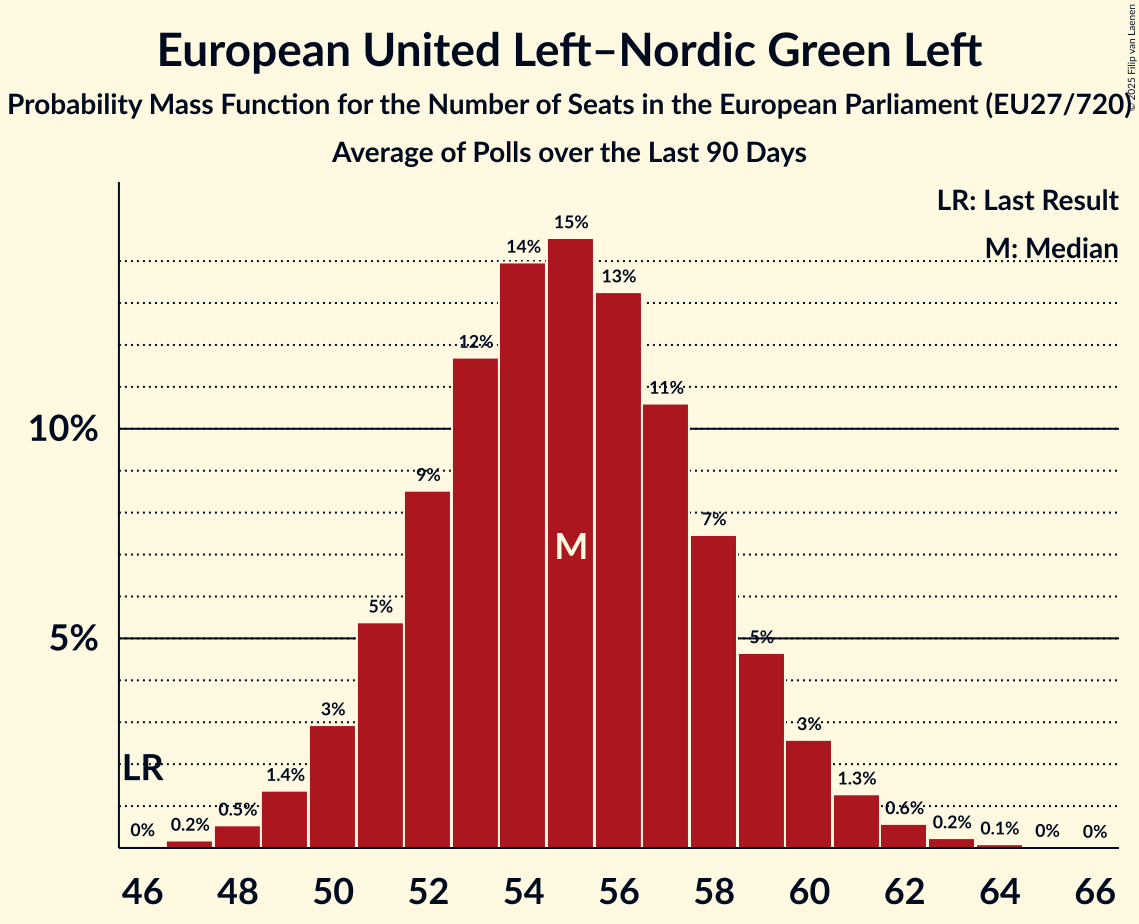 European United Left–Nordic Green Left
Probability Mass Function for the Number of Seats in the European Parliament (EU27/720)
Average of Polls over the Last 90 Days
© 2025 Filip van Laenen
LR: Last Result
M: Median
10%
5%
LR
M
0%
0.2%
0.5%
1.4%
3%
5%
9%
12%
14%
15%
13%
11%
7%
5%
3%
1.3%
0.6%
0.2%
0.1%
0%
0%
46 48 50 52 54 56 58 60 62 64 66